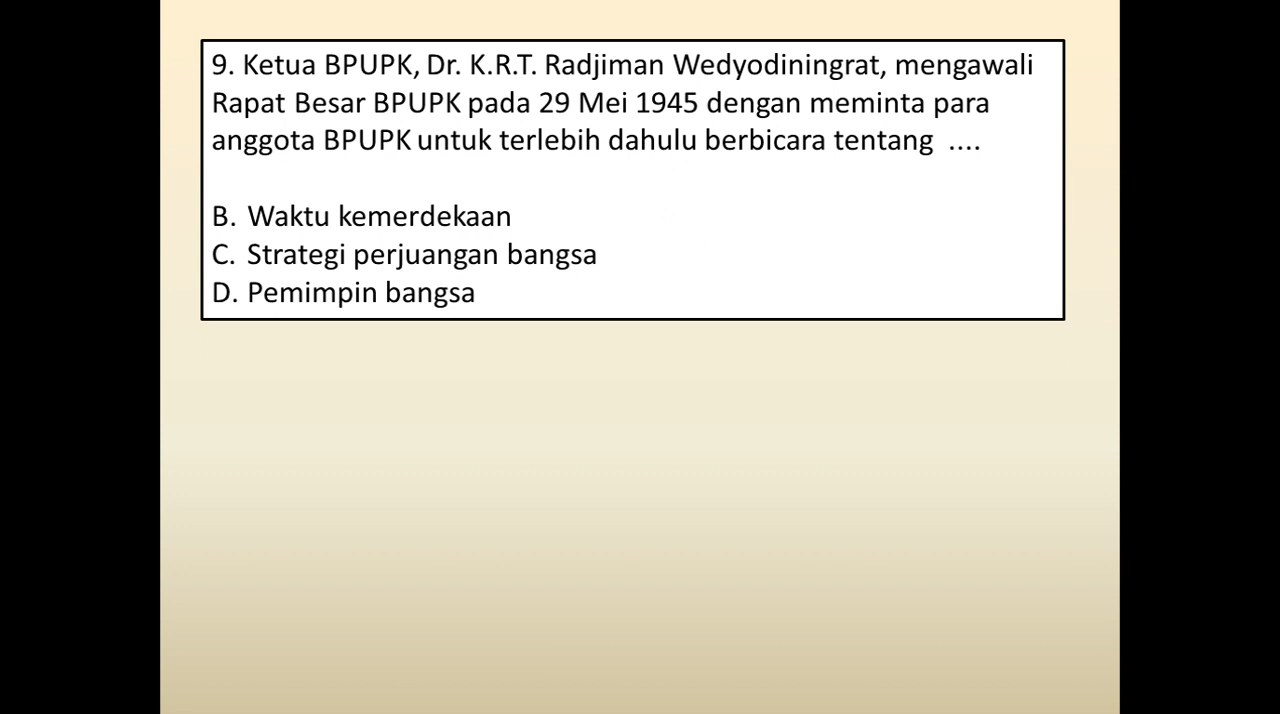 9. Ketua BPUPK, Dr. K.R.T. Radjiman Wedyodiningrat, mengawali
Rapat Besar BPUPK pada 29 Mei 1945 dengan meminta para
anggota BPUPK untuk terlebih dahulu berbicara tentang ....
B. Waktu kemerdekaan
C. Strategi perjuangan bangsa
D. Pemimpin bangsa